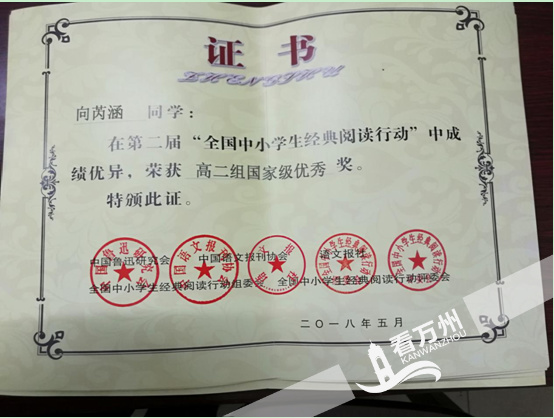 证书
ZHENGSHU
向芮涵 同学：
在第二届“全国中小学生经典阅读行动”中成
绩优异，荣获 高二组国家级优秀 奖。
特颁此证。
中国鲁迅研究会 中国语文报刊协会 语文报社
全国中小学生经典阅读行动组委会 全国中小学生经典阅读行动评委会
二〇一八年五月
看万州
KANWANZHOU